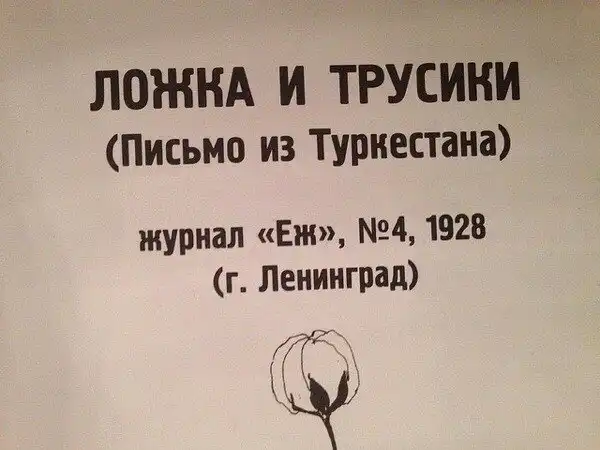 ЛОЖКА И ТРУСИКИ
(Письмо из Туркестана)
журнал «Еж», №4, 1928
(г. Ленинград)